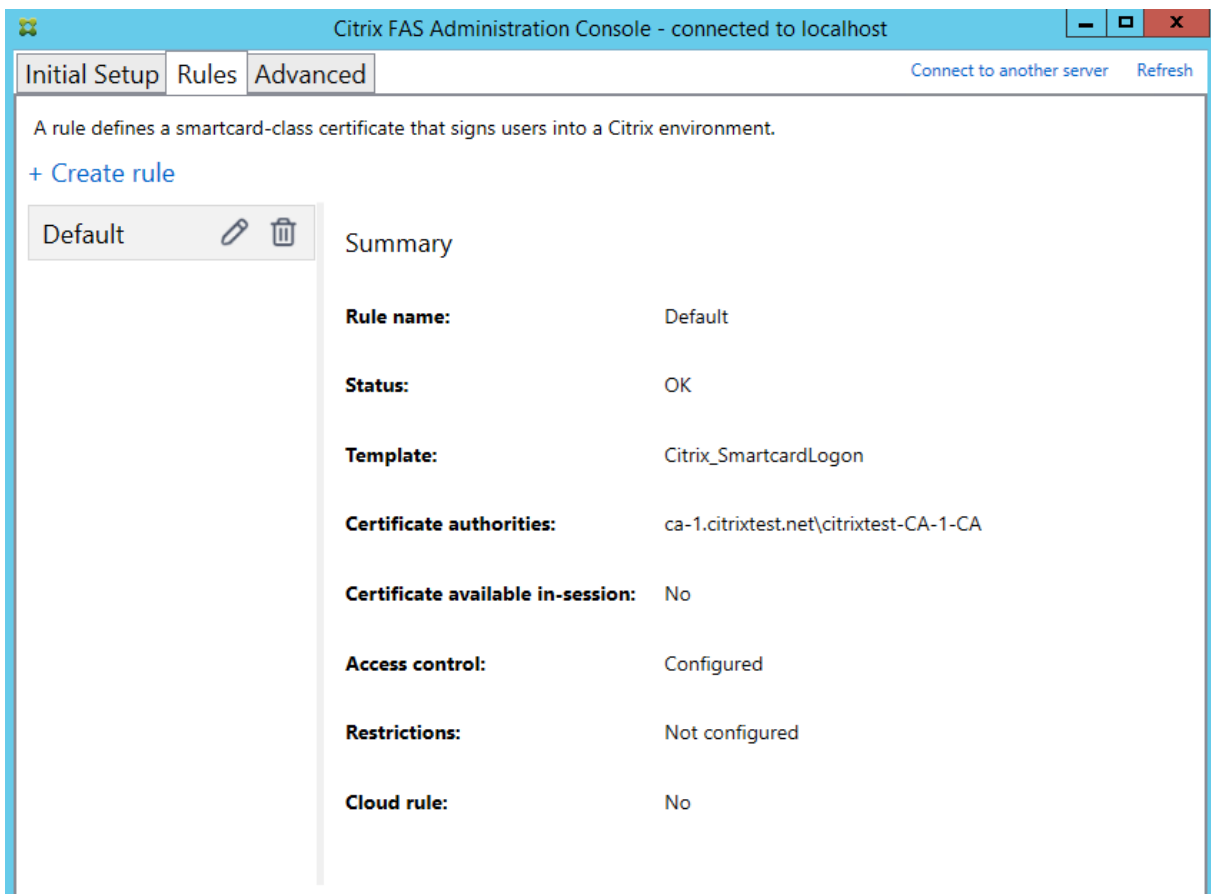 Citrix FAS Administration Console - connected to localhost
Initial Setup Rules Advanced Connect to another server Refresh
A rule defines a smartcard-class certificate that signs users into a Citrix environment.
+ Create rule
Default
Summary
Rule name: Default
Status: OK
Template: Citrix_SmartcardLogon
Certificate authorities: ca-1.citrixtest.net\citrixtest-CA-1-CA
Certificate available in-session: No
Access control: Configured
Restrictions: Not configured
Cloud rule: No